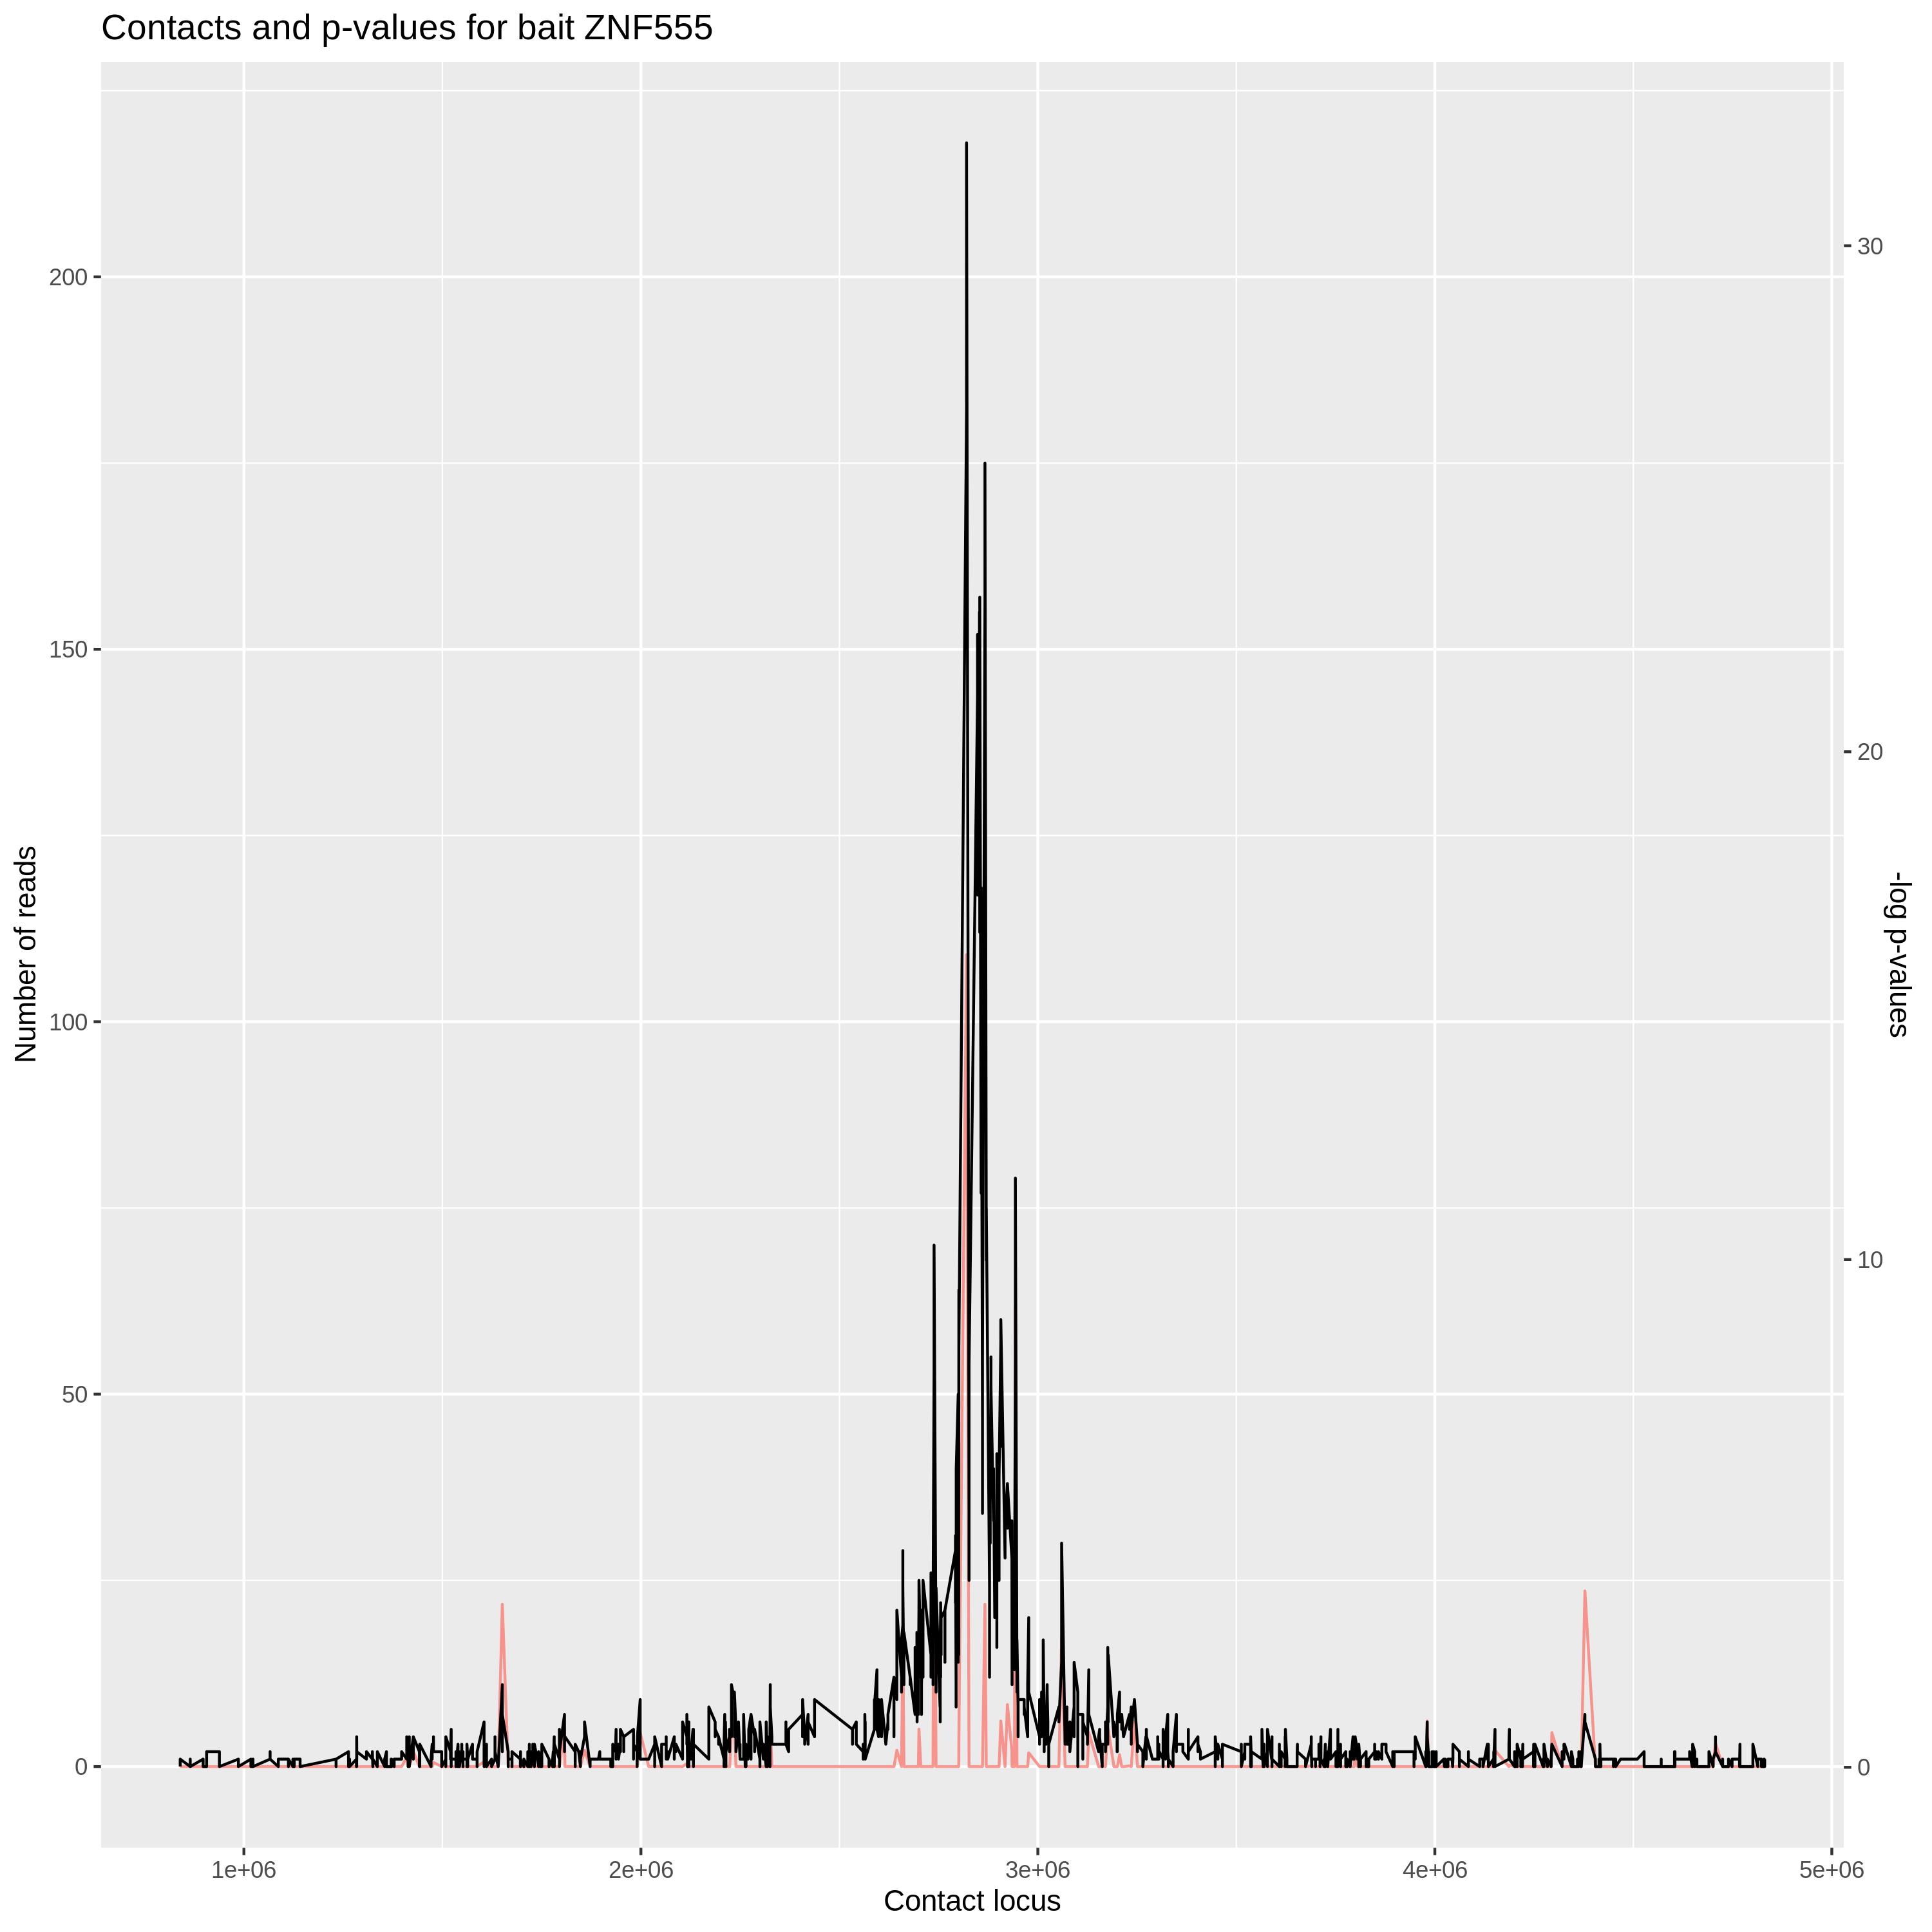 Contacts and p-values for bait ZNF555
200
150
100
50
0
Number of reads
30
20
10
0
-log p-values
1e+06
2e+06
3e+06
4e+06
5e+06
Contact locus